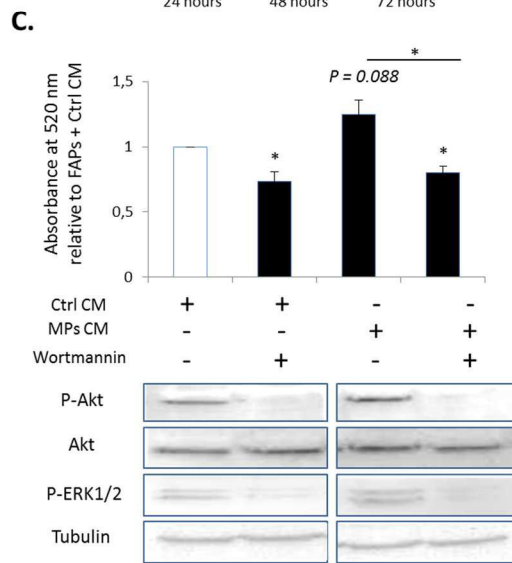 24 hours 48 hours 72 hours
C.
*
P = 0.088
Absorbance at 520 nm
relative to FAPs + Ctrl CM
1,5
1
0,5
0
* *
Ctrl CM + + - -
MPs CM - - + +
Wortmannin - + - +
P-Akt
Akt
P-ERK1/2
Tubulin